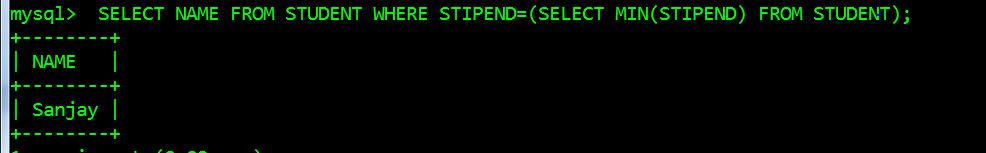 mysql>  SELECT NAME FROM STUDENT WHERE STIPEND=(SELECT MIN(STIPEND) FROM STUDENT);
+--------+
| NAME   |
+--------+
| Sanjay |
+--------+